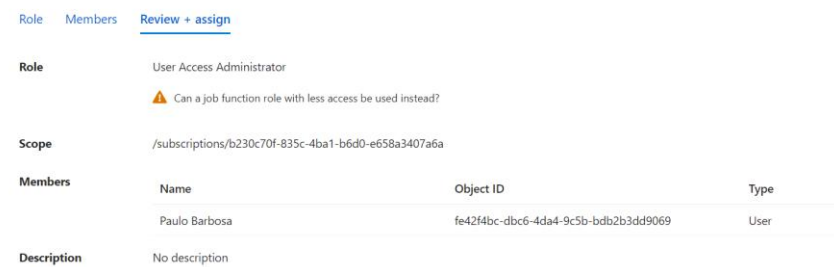 Role Members Review + assign
Role User Access Administrator
Can a job function role with less access be used instead?
Scope /subscriptions/b230c70f-835c-4ba1-b6d0-e658a3407a6a
Members Name Object ID Type
Paulo Barbosa fe42f4bc-dbc6-4da4-9c5b-bdb2b3dd9069 User
Description No description